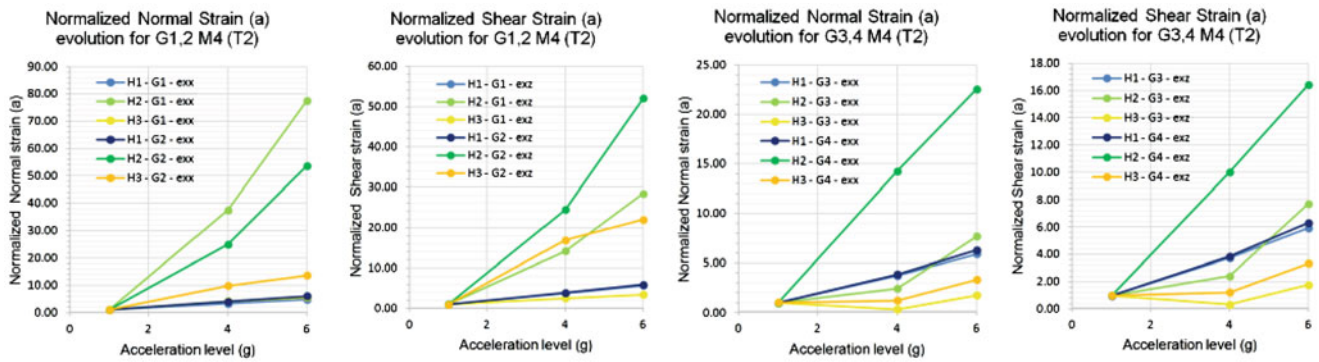 Normalized Normal Strain (a)
evolution for G1,2 M4 (T2)
90.00
80.00
70.00
60.00
50.00
40.00
30.00
20.00
10.00
0.00
0
2
4
6
Normalized Normal strain (a)
Acceleration level (g)
H1 - G1 - exx
H2 - G1 - exx
H3 - G1 - exx
H1 - G2 - exx
H2 - G2 - exx
H3 - G2 - exx
Normalized Shear Strain (a)
evolution for G1,2 M4 (T2)
60.00
50.00
40.00
30.00
20.00
10.00
0.00
0
2
4
6
Normalized Shear strain (a)
Acceleration level (g)
H1 - G1 - exz
H2 - G1 - exz
H3 - G1 - exz
H1 - G2 - exz
H2 - G2 - exz
H3 - G2 - exz
Normalized Normal Strain (a)
evolution for G3,4 M4 (T2)
25.00
20.00
15.00
10.00
5.00
0.00
0
2
4
6
Normalized Normal strain (a)
Acceleration level (g)
H1 - G3 - exx
H2 - G3 - exx
H3 - G3 - exx
H1 - G4 - exx
H2 - G4 - exx
H3 - G4 - exx
Normalized Shear Strain (a)
evolution for G3,4 M4 (T2)
18.00
16.00
14.00
12.00
10.00
8.00
6.00
4.00
2.00
0.00
0
2
4
6
Normalized Shear strain (a)
Acceleration level (g)
H1 - G3 - exz
H2 - G3 - exz
H3 - G3 - exz
H1 - G4 - exz
H2 - G4 - exz
H3 - G4 - exz